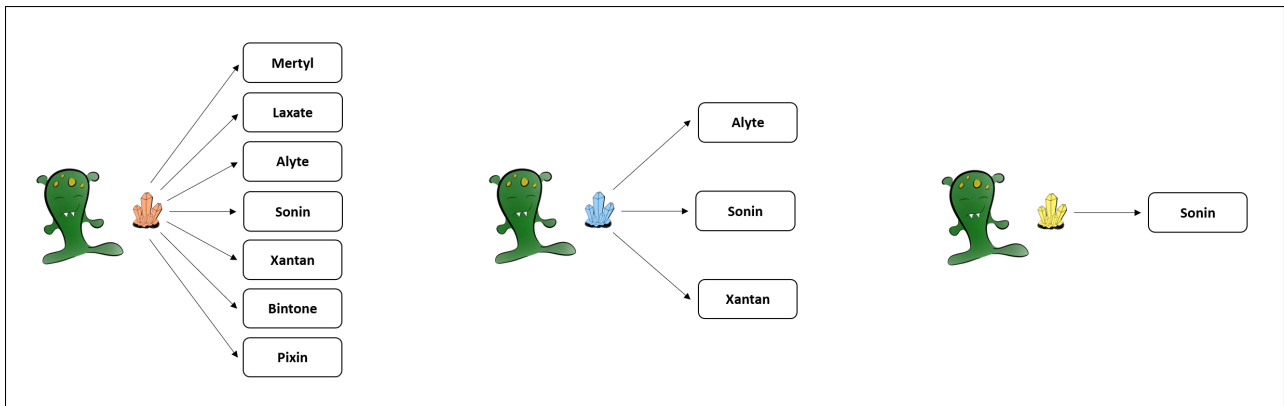 Mertyl
Laxate
Alyte
Sonin
Xantan
Bintone
Pixin
Alyte
Sonin
Xantan
Sonin